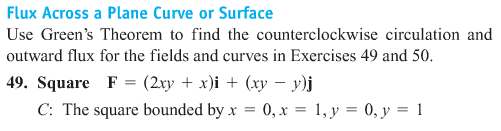 Flux Across a Plane Curve or Surface
Use Green's Theorem to find the counterclockwise circulation and
outward flux for the fields and curves in Exercises 49 and 50.
49. Square F = (2xy + x)i + (xy − y)j
C: The square bounded by x = 0, x = 1, y = 0, y = 1